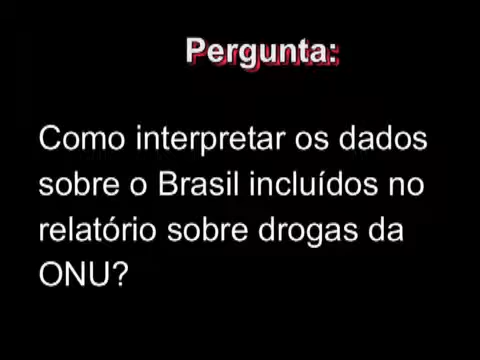 Pergunta:
Como interpretar os dados
sobre o Brasil incluídos no
relatório sobre drogas da
ONU?